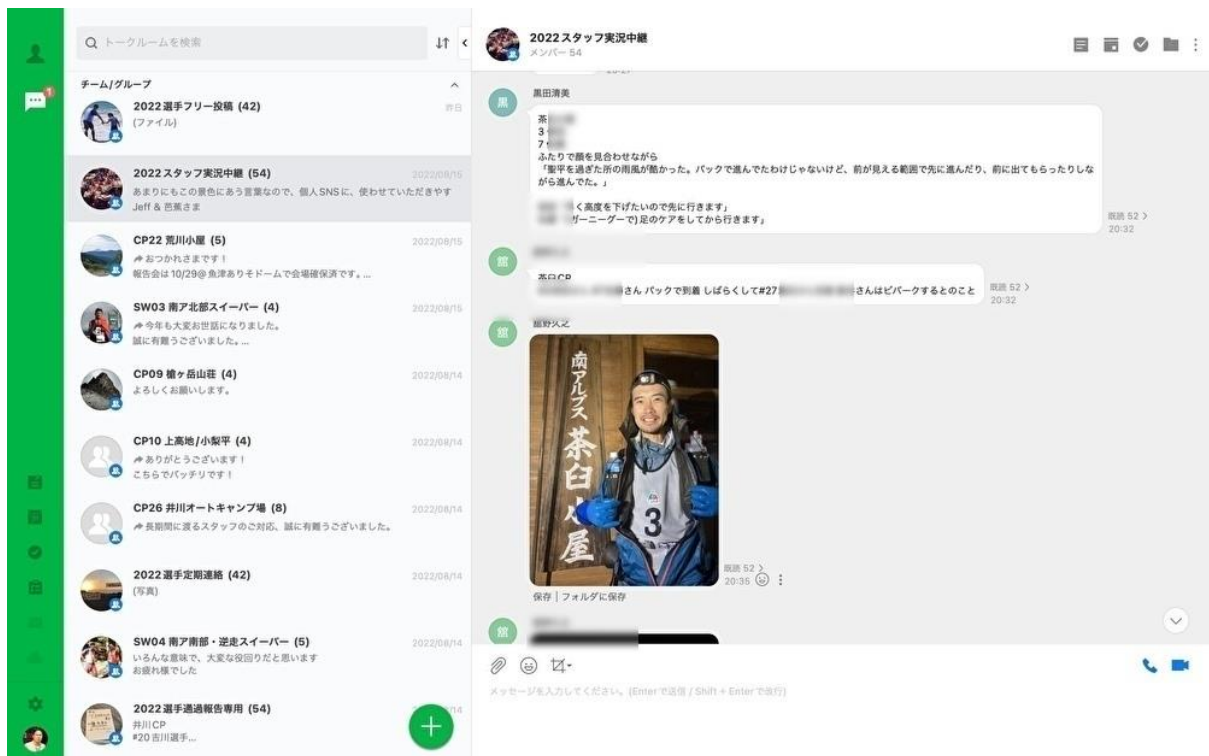 トークルームを検索
チーム/グループ
2022選手フリー投稿 (42)
昨日
(ファイル)
2022スタッフ実況中継 (54)
2022/08/15
あまりにもこの景色にあう言葉なので、個人SNSに、使わせていただきやす
Jeff & 芭蕉さま
CP22 荒川小屋 (5)
2022/08/15
おつかれさまです！
報告会は10/29@魚津ありそドームで会場確保済です。...
SW03 南ア北部スイーパー (4)
2022/08/15
今年も大変お世話になりました。
誠に有難うございました。...
CP09 槍ヶ岳山荘 (4)
2022/08/14
よろしくお願いします。
CP10 上高地/小梨平 (4)
2022/08/14
ありがとうございます！
こちらでバッチリです！
CP26 井川オートキャンプ場 (8)
2022/08/14
長期間に渡るスタッフのご対応、誠に有難うございました。
2022選手定期連絡 (42)
2022/08/14
(写真)
SW04 南ア南部・逆走スイーパー (5)
2022/08/14
いろんな意味で、大変な役回りだと思います
お疲れ様でした
2022選手通過報告専用 (54)
井川CP
#20 吉川選手...
2022スタッフ実況中継
メンバー 54
黒
黒田清美
茶
3
7
ふたりで顔を見合わせながら
「聖平を過ぎた所の雨風が酷かった。パックで進んでたわけじゃないけど、前が見える範囲で先に進んだり、前に出てもらったりしな
がら進んでた。」
く高度を下げたいので先に行きます」
ガーニーグーで)足のケアをしてから行きます」
既読 52
20:32
舘
茶臼CP
さん パックで到着 しばらくして#27 さんはビバークするとのこと
既読 52
20:32
舘
舘野久之
南アルプス茶臼小屋
3
既読 52
20:35
保存 | フォルダに保存
舘
メッセージを入力してください。(Enterで送信 / Shift + Enterで改行)